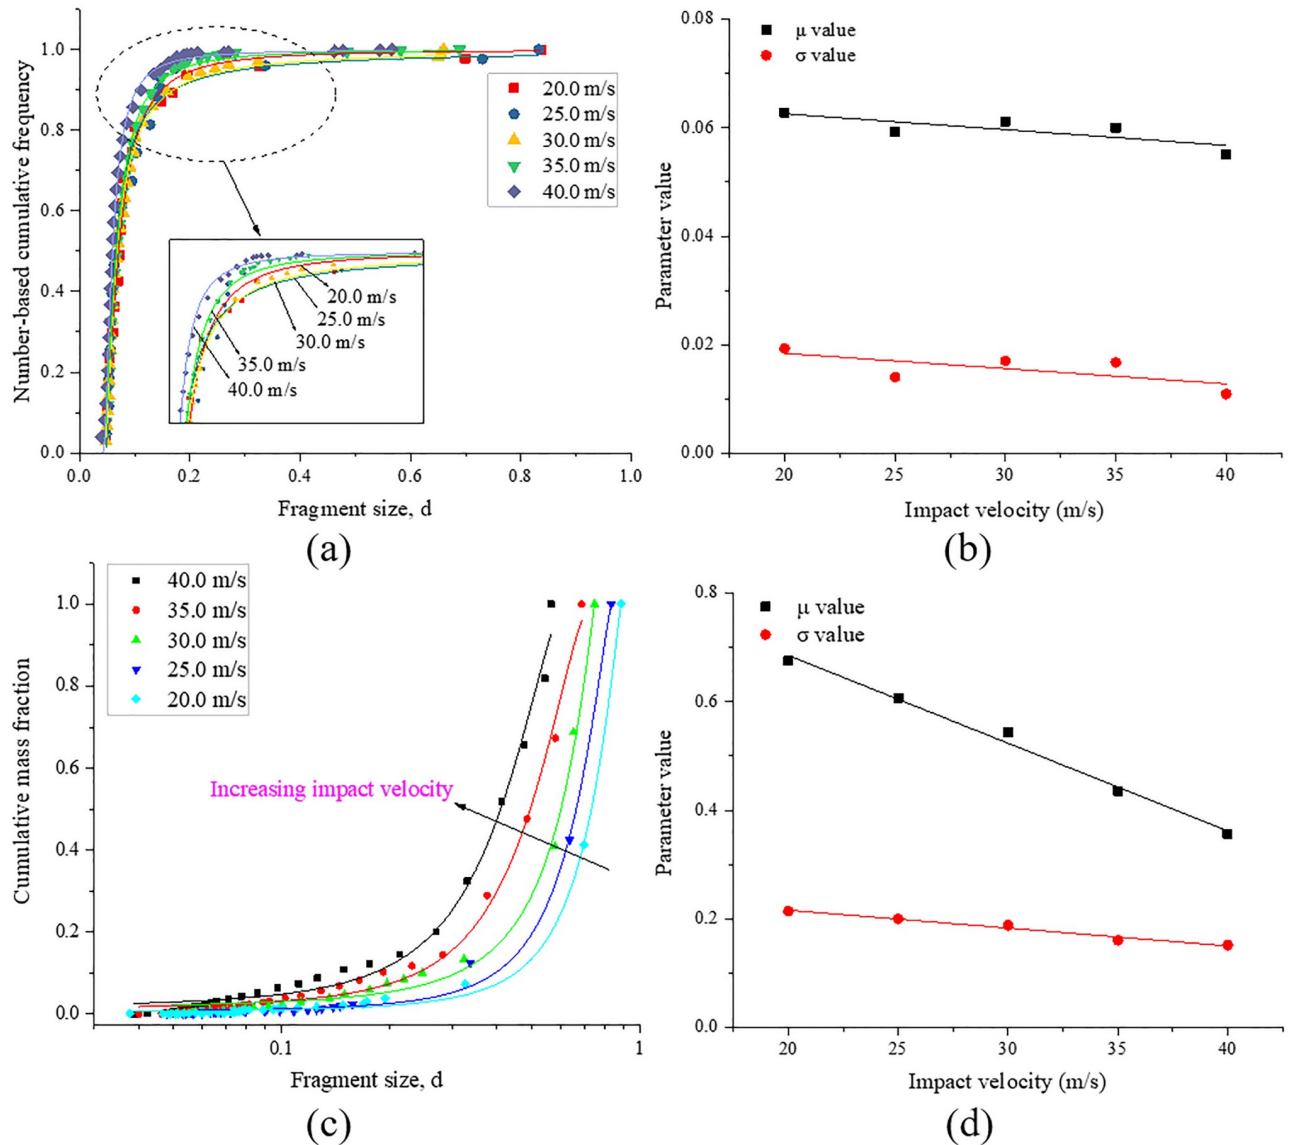 Number-based cumulative frequency
1.0
0.8
0.6
0.4
0.2
0.0
20.0 m/s
25.0 m/s
30.0 m/s
35.0 m/s
40.0 m/s
20.0 m/s
25.0 m/s
30.0 m/s
35.0 m/s
40.0 m/s
0.0 0.2 0.4 0.6 0.8 1.0
Fragment size, d
(a)
Parameter value
0.08
0.06
0.04
0.02
0.00
μ value
σ value
20 25 30 35 40
Impact velocity (m/s)
(b)
Cumulative mass fraction
1.0
0.8
0.6
0.4
0.2
0.0
40.0 m/s
35.0 m/s
30.0 m/s
25.0 m/s
20.0 m/s
Increasing impact velocity
0.1 1
Fragment size, d
(c)
Parameter value
0.8
0.6
0.4
0.2
0.0
μ value
σ value
20 25 30 35 40
Impact velocity (m/s)
(d)